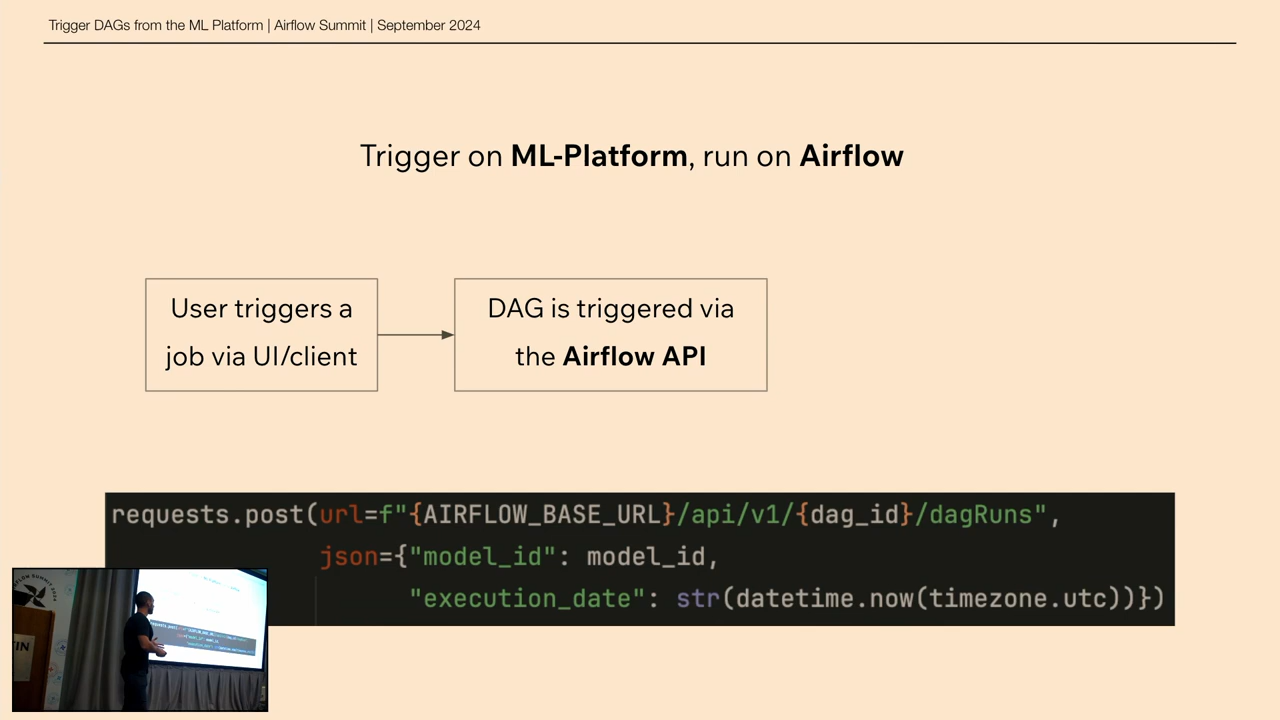 Trigger DAGs from the ML Platform | Airflow Summit | September 2024
Trigger on ML-Platform, run on Airflow
User triggers a
job via UI/client
DAG is triggered via
the Airflow API
requests.post(url=f"{AIRFLOW_BASE_URL}/api/v1/{dag_id}/dagRuns",
json={"model_id": model_id,
"execution_date": str(datetime.now(timezone.utc))})